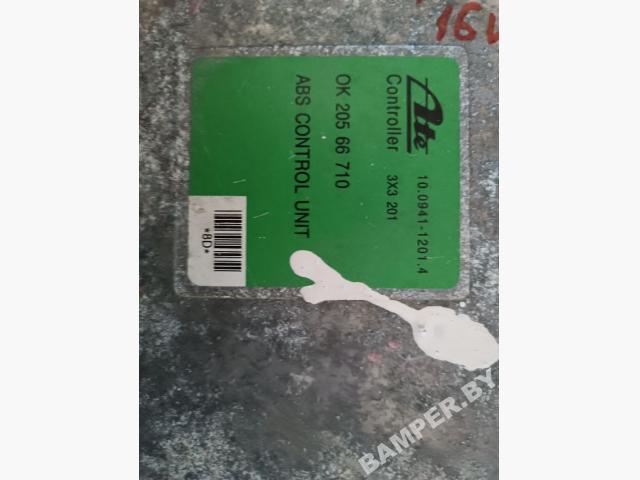 16V
Ate 10.0941-1201.4
Controller 3X3 201
OK 205 66 710
ABS CONTROL UNIT
*8D*
BAMPER.BY